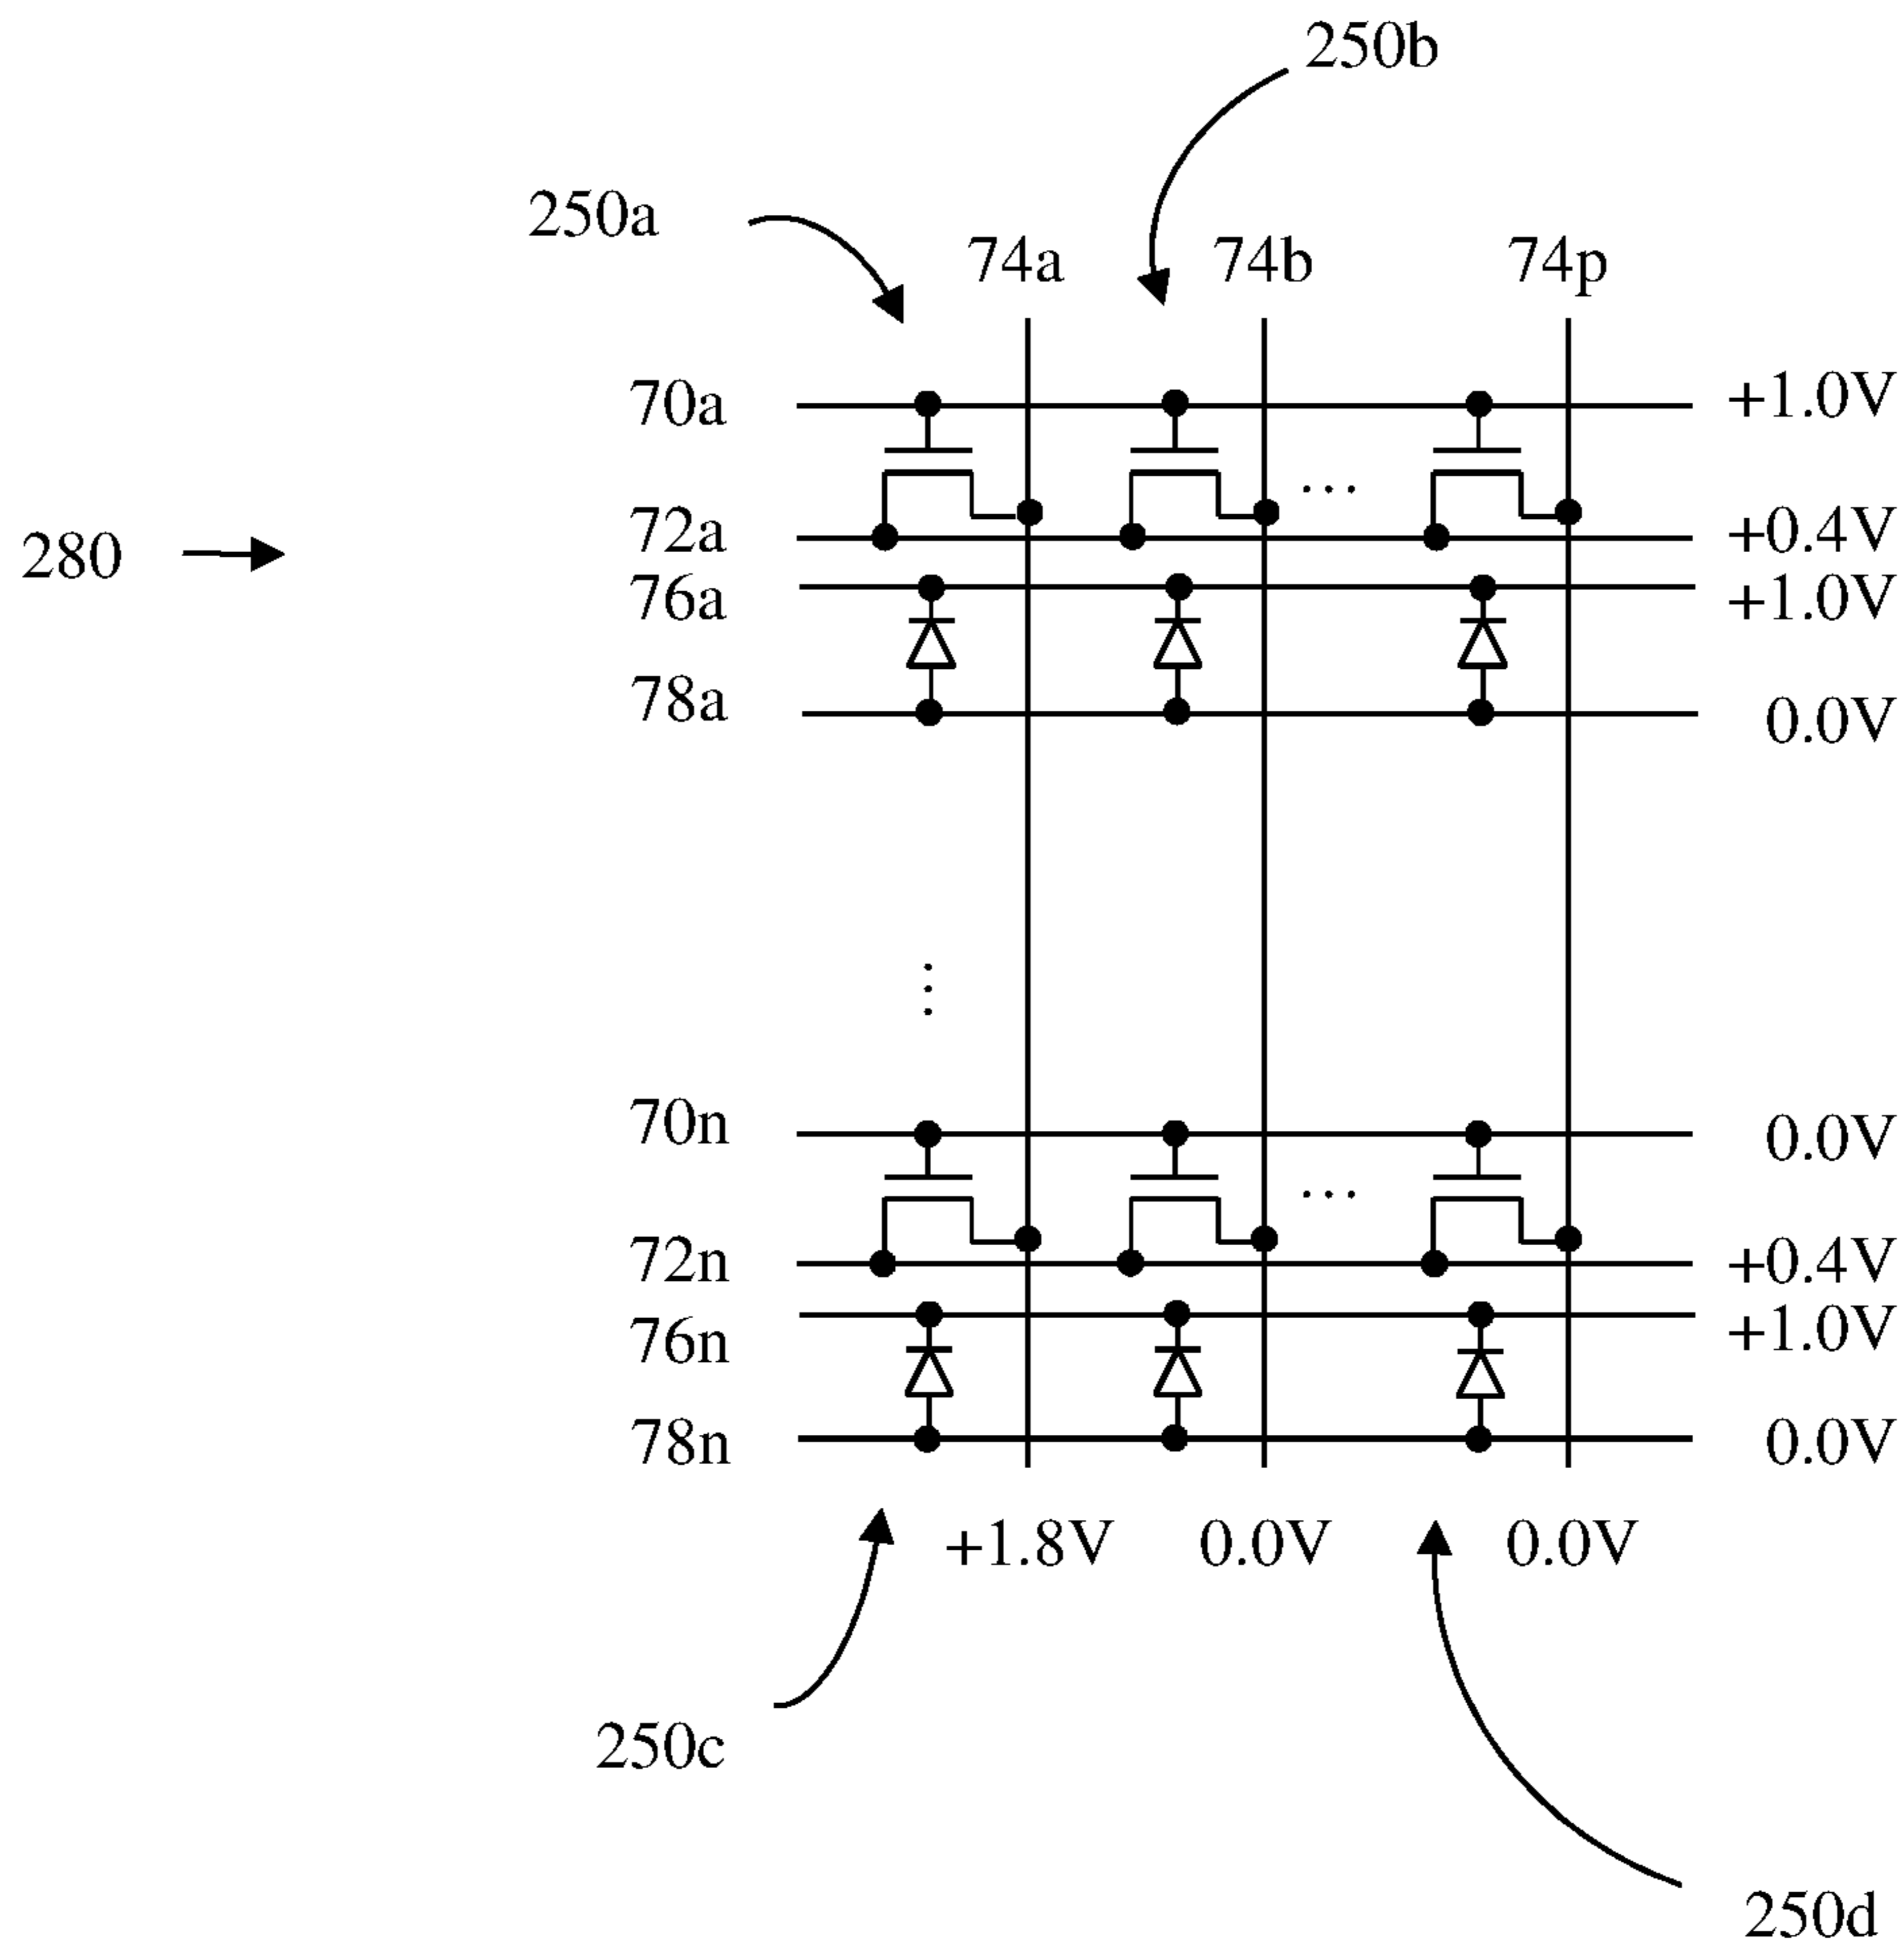 250b
250a
74a 74b 74p
70a +1.0V
...
72a +0.4V
280
76a +1.0V
78a 0.0V
...
70n 0.0V
...
72n +0.4V
76n +1.0V
78n 0.0V
+1.8V 0.0V 0.0V
250c
250d